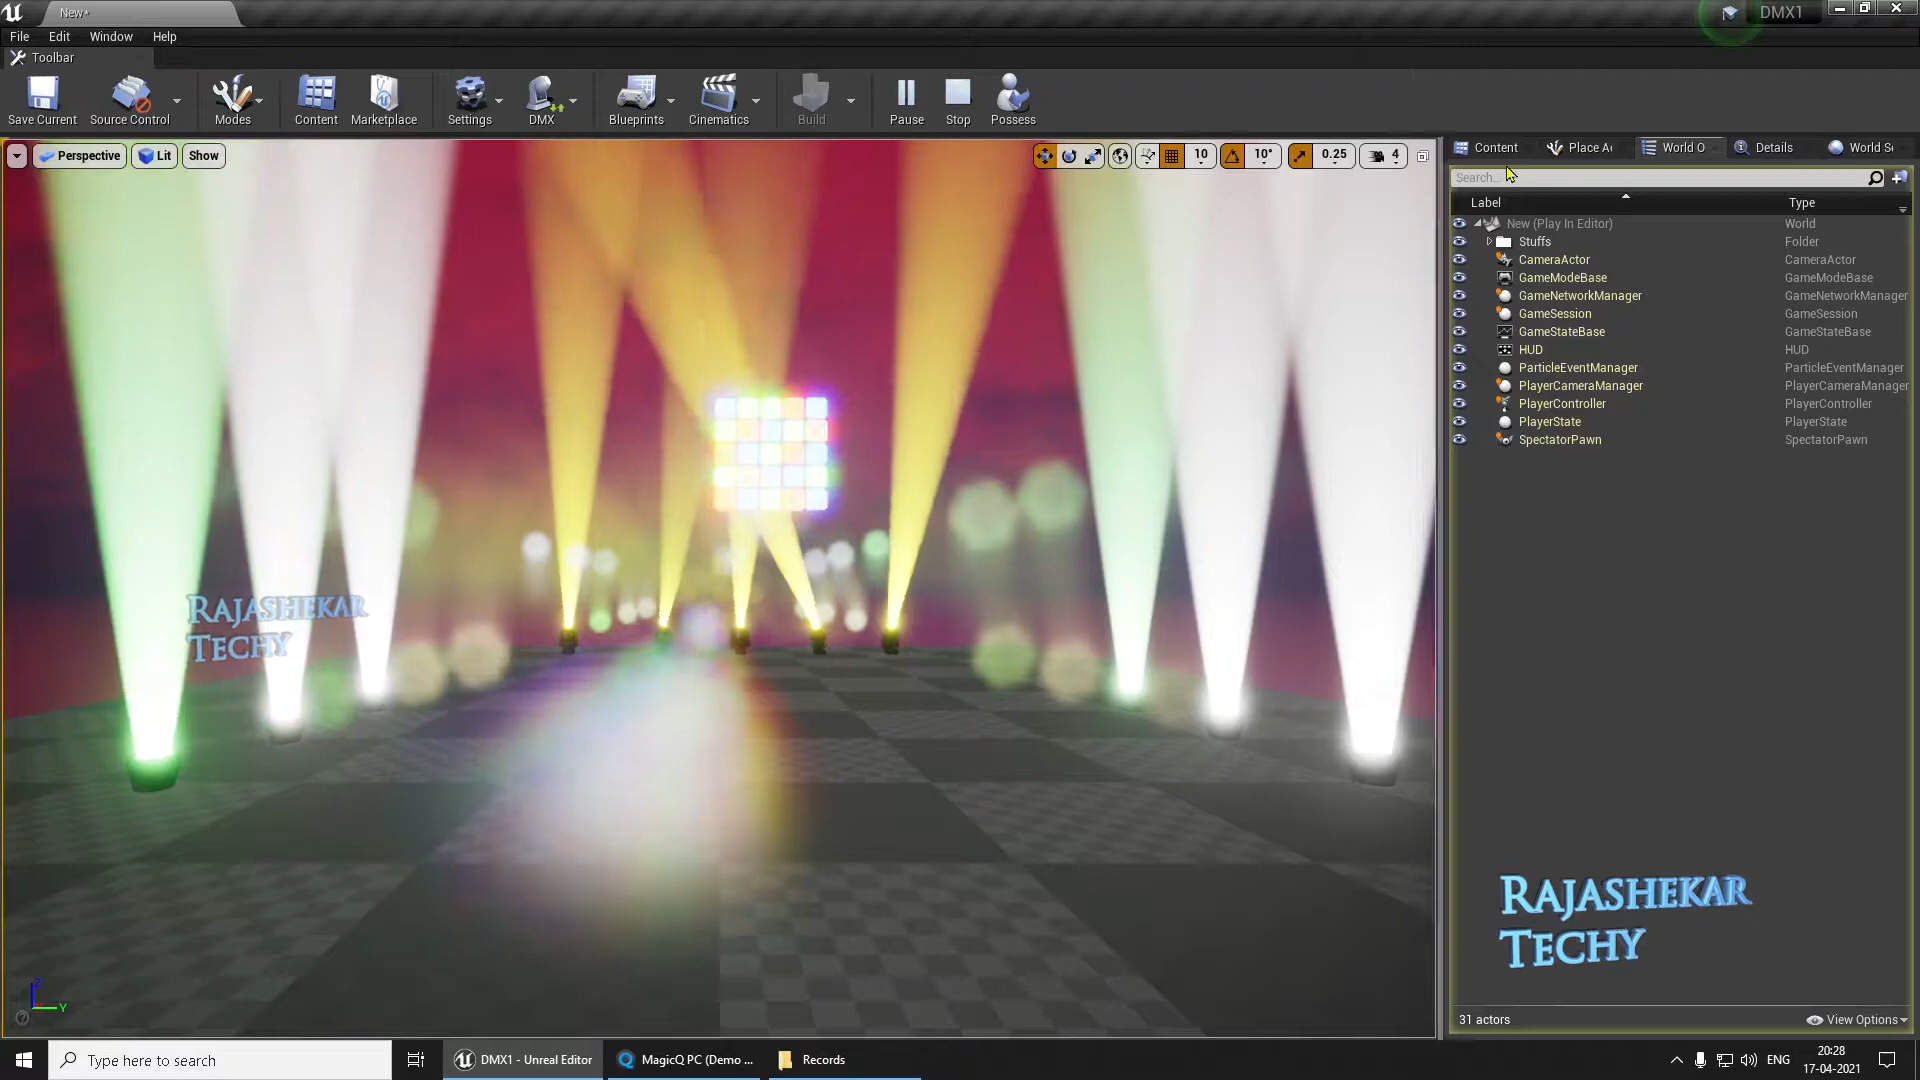 New*
DMX1
File Edit Window Help
Toolbar
Save Current Source Control Modes Content Marketplace Settings DMX Blueprints Cinematics Build Pause Stop Possess
Perspective Lit Show 10 10° 0.25 4
Content Place Ac World O Details World Se
Search...
Label Type
New (Play In Editor) World
Stuffs Folder
CameraActor CameraActor
GameModeBase GameModeBase
GameNetworkManager GameNetworkManager
GameSession GameSession
GameStateBase GameStateBase
HUD HUD
ParticleEventManager ParticleEventManager
PlayerCameraManager PlayerCameraManager
PlayerController PlayerController
PlayerState PlayerState
SpectatorPawn SpectatorPawn
RAJASHEKAR
TECHY
RAJASHEKAR
TECHY
Z
Y
31 actors View Options
Type here to search DMX1 - Unreal Editor MagicQ PC (Demo ... Records ENG 20:28
17-04-2021